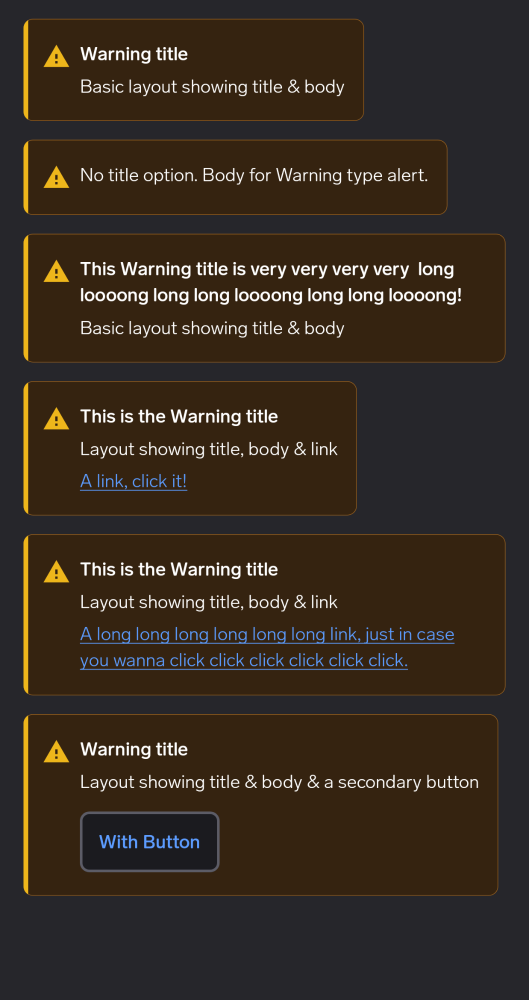 Warning title
Basic layout showing title & body
No title option. Body for Warning type alert.
This Warning title is very very very very  long
loooong long long loooong long long loooong!
Basic layout showing title & body
This is the Warning title
Layout showing title, body & link
A link, click it!
This is the Warning title
Layout showing title, body & link
A long long long long long long link, just in case
you wanna click click click click click click.
Warning title
Layout showing title & body & a secondary button
With Button